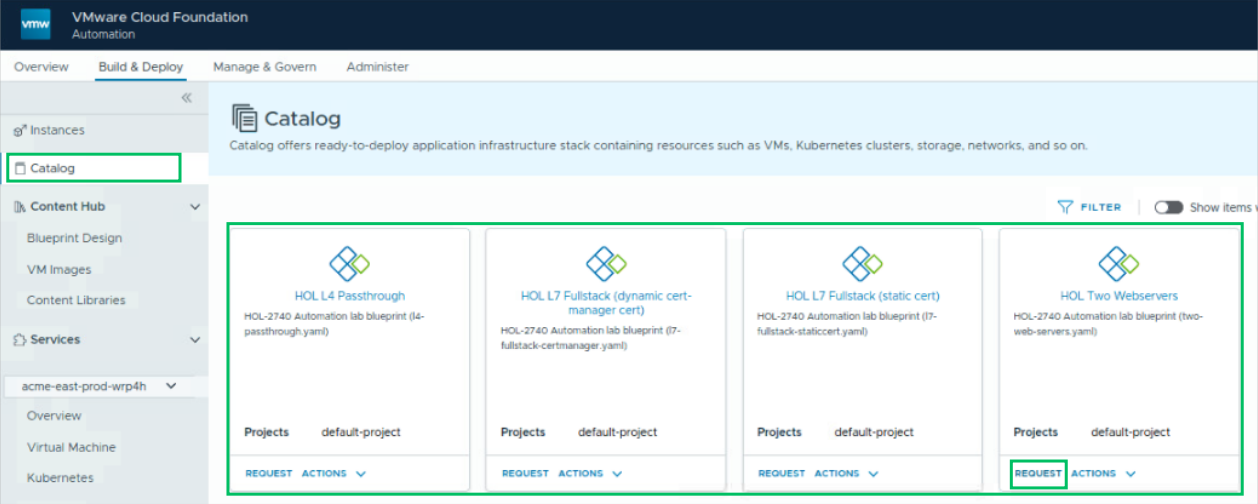 vmw
VMware Cloud Foundation
Automation
Overview
Build & Deploy
Manage & Govern
Administer
Instances
Catalog
Content Hub
Blueprint Design
VM Images
Content Libraries
Services
acme-east-prod-wrp4h
Overview
Virtual Machine
Kubernetes
Catalog
Catalog offers ready-to-deploy application infrastructure stack containing resources such as VMs, Kubernetes clusters, storage, networks, and so on.
FILTER
Show items
HOL L4 Passthrough
HOL-2740 Automation lab blueprint (l4-
passthrough.yaml)
Projects default-project
REQUEST ACTIONS
HOL L7 Fullstack (dynamic cert-
manager cert)
HOL-2740 Automation lab blueprint (l7-
fullstack-certmanager.yaml)
Projects default-project
REQUEST ACTIONS
HOL L7 Fullstack (static cert)
HOL-2740 Automation lab blueprint (l7-
fullstack-staticcert.yaml)
Projects default-project
REQUEST ACTIONS
HOL Two Webservers
HOL-2740 Automation lab blueprint (two-
web-servers.yaml)
Projects default-project
REQUEST ACTIONS